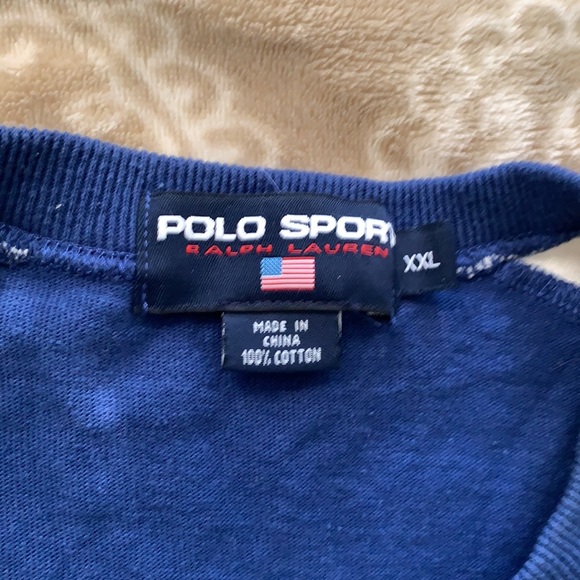 POLO SPORT
RALPH LAUREN
XXL
MADE IN
CHINA
100% COTTON